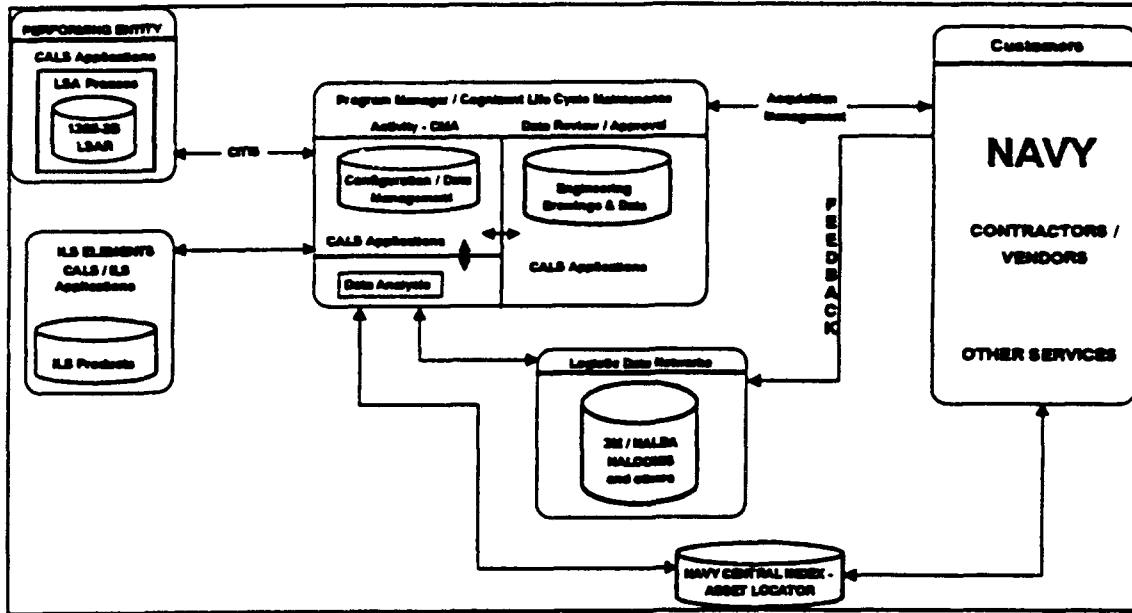 PERFORMING ENTITY
CALS Applications
LSA Process
1388-2B
LSAR
CITIS
ILS ELEMENTS
CALS / ILS
Applications
ILS Products
Program Manager / Cognizant Life Cycle Maintenance
Activity - CMA
Data Review / Approval
Configuration / Data
Management
Engineering
Drawings & Data
CALS Applications
CALS Applications
Data Analysis
Acquisition
Management
FEEDBACK
Logistic Data Networks
3M / NALDA
NALCOMIS
and others
NAVY CENTRAL INDEX -
ASSET LOCATOR
Customers
NAVY
CONTRACTORS /
VENDORS
OTHER SERVICES